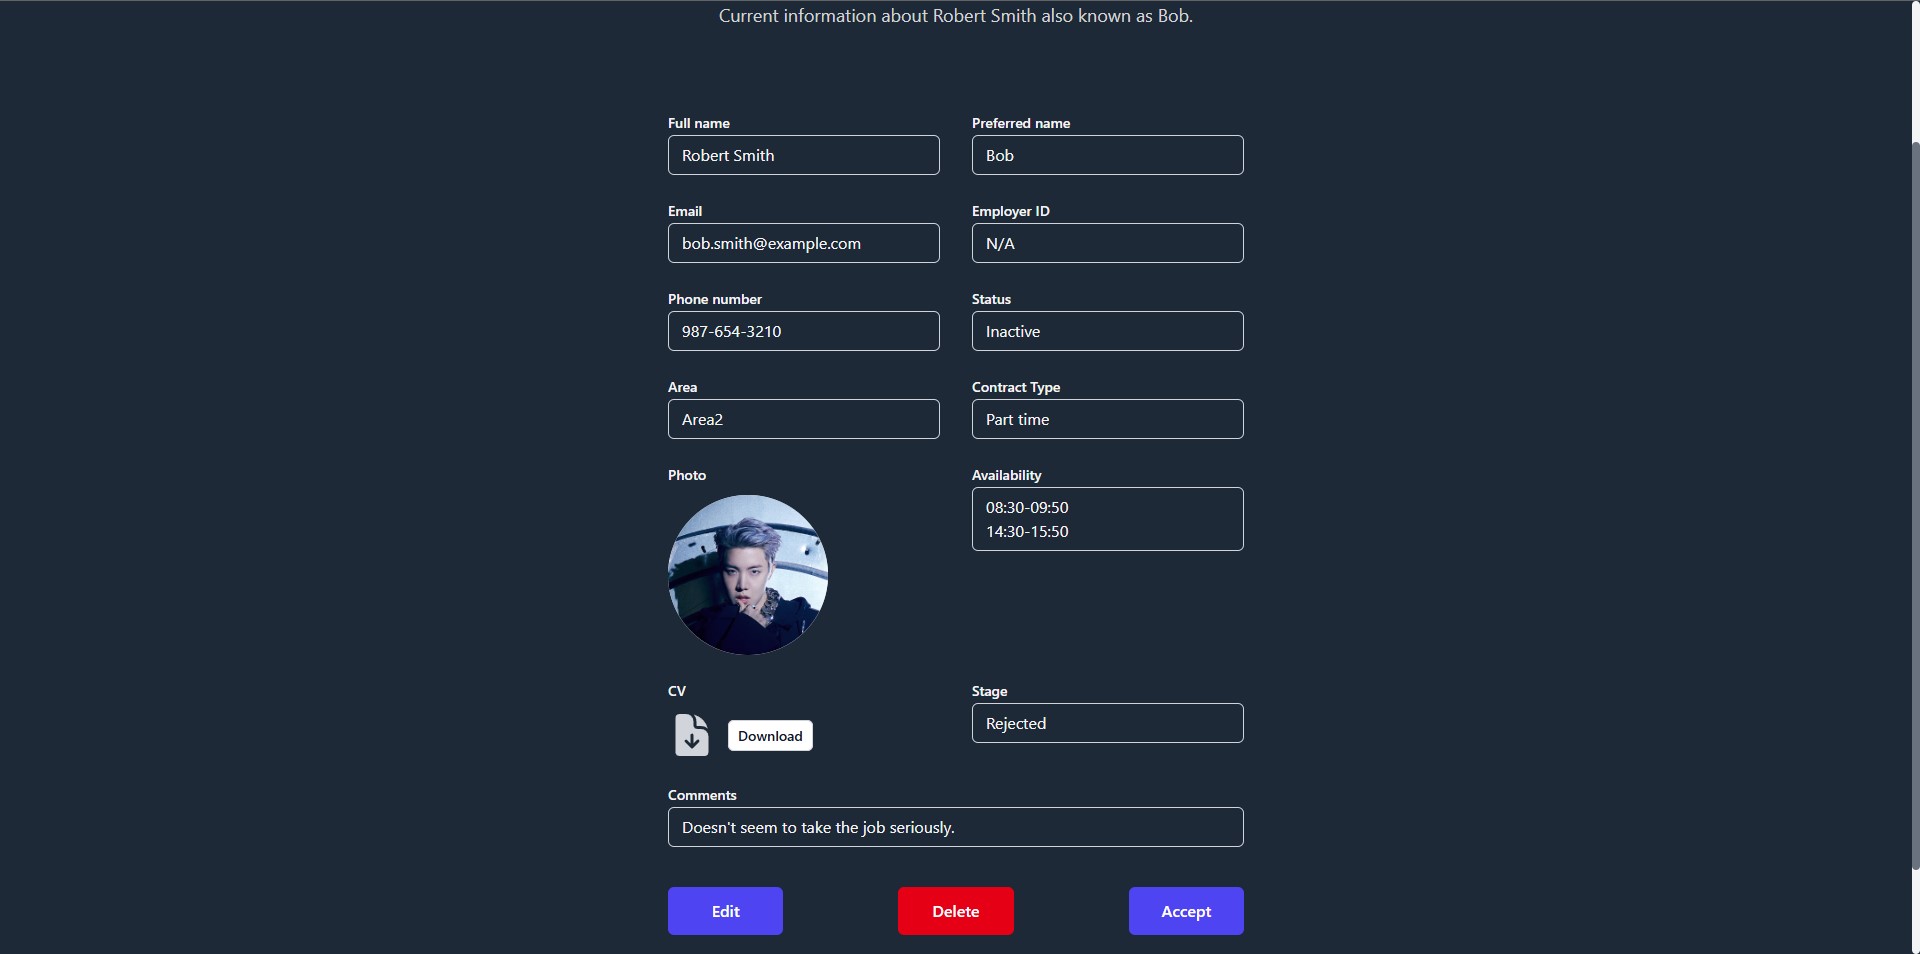 Current information about Robert Smith also known as Bob.
Full name
Preferred name
Robert Smith
Bob
Email
Employer ID
bob.smith@example.com
N/A
Phone number
Status
987-654-3210
Inactive
Area
Contract Type
Area2
Part time
Photo
Availability
08:30-09:50
14:30-15:50
CV
Stage
Download
Rejected
Comments
Doesn't seem to take the job seriously.
Edit
Delete
Accept